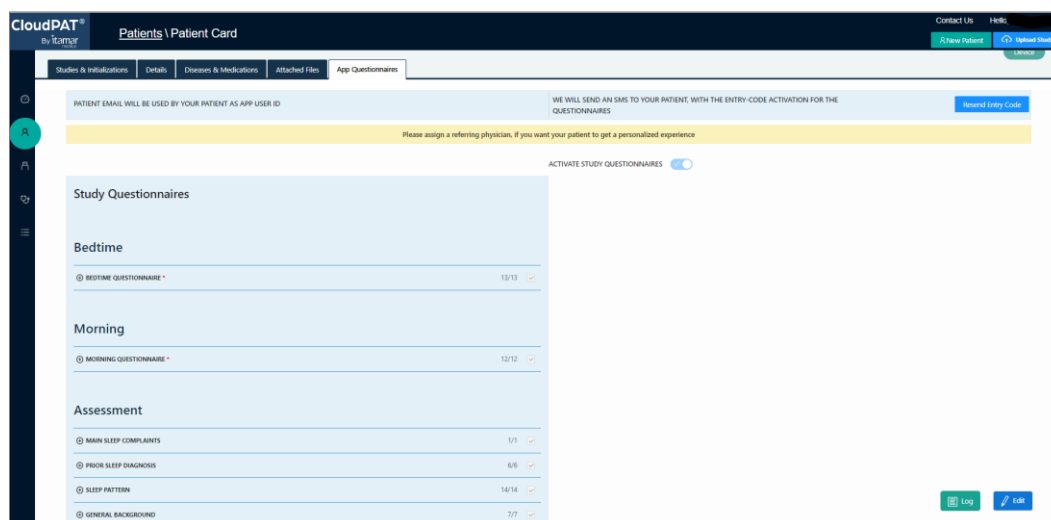 CloudPAT®
By itamar
Patients \ Patient Card
Contact Us Hello,
New Patient
Upload Stud
Device
Studies & Initializations Details Diseases & Medications Attached Files App Questionnaires
PATIENT EMAIL WILL BE USED BY YOUR PATIENT AS APP USER ID
WE WILL SEND AN SMS TO YOUR PATIENT, WITH THE ENTRY-CODE ACTIVATION FOR THE
QUESTIONNAIRES
Resend Entry Code
Please assign a referring physician, if you want your patient to get a personalized experience
ACTIVATE STUDY QUESTIONNAIRES
Study Questionnaires
Bedtime
BEDTIME QUESTIONNAIRE * 13/13
Morning
MORNING QUESTIONNAIRE * 12/12
Assessment
MAIN SLEEP COMPLAINTS 1/1
PRIOR SLEEP DIAGNOSIS 6/6
SLEEP PATTERN 14/14
GENERAL BACKGROUND 7/7
Log Edit